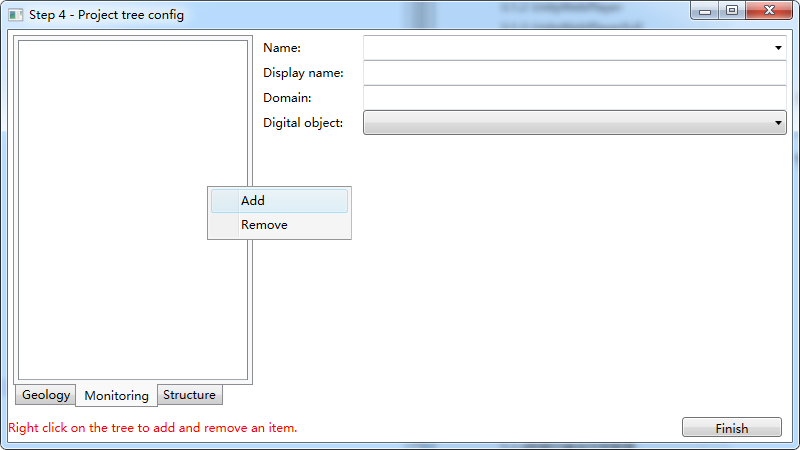 Step 4 - Project tree config
Name:
Display name:
Domain:
Digital object:
Add
Remove
Geology
Monitoring
Structure
Right click on the tree to add and remove an item.
Finish